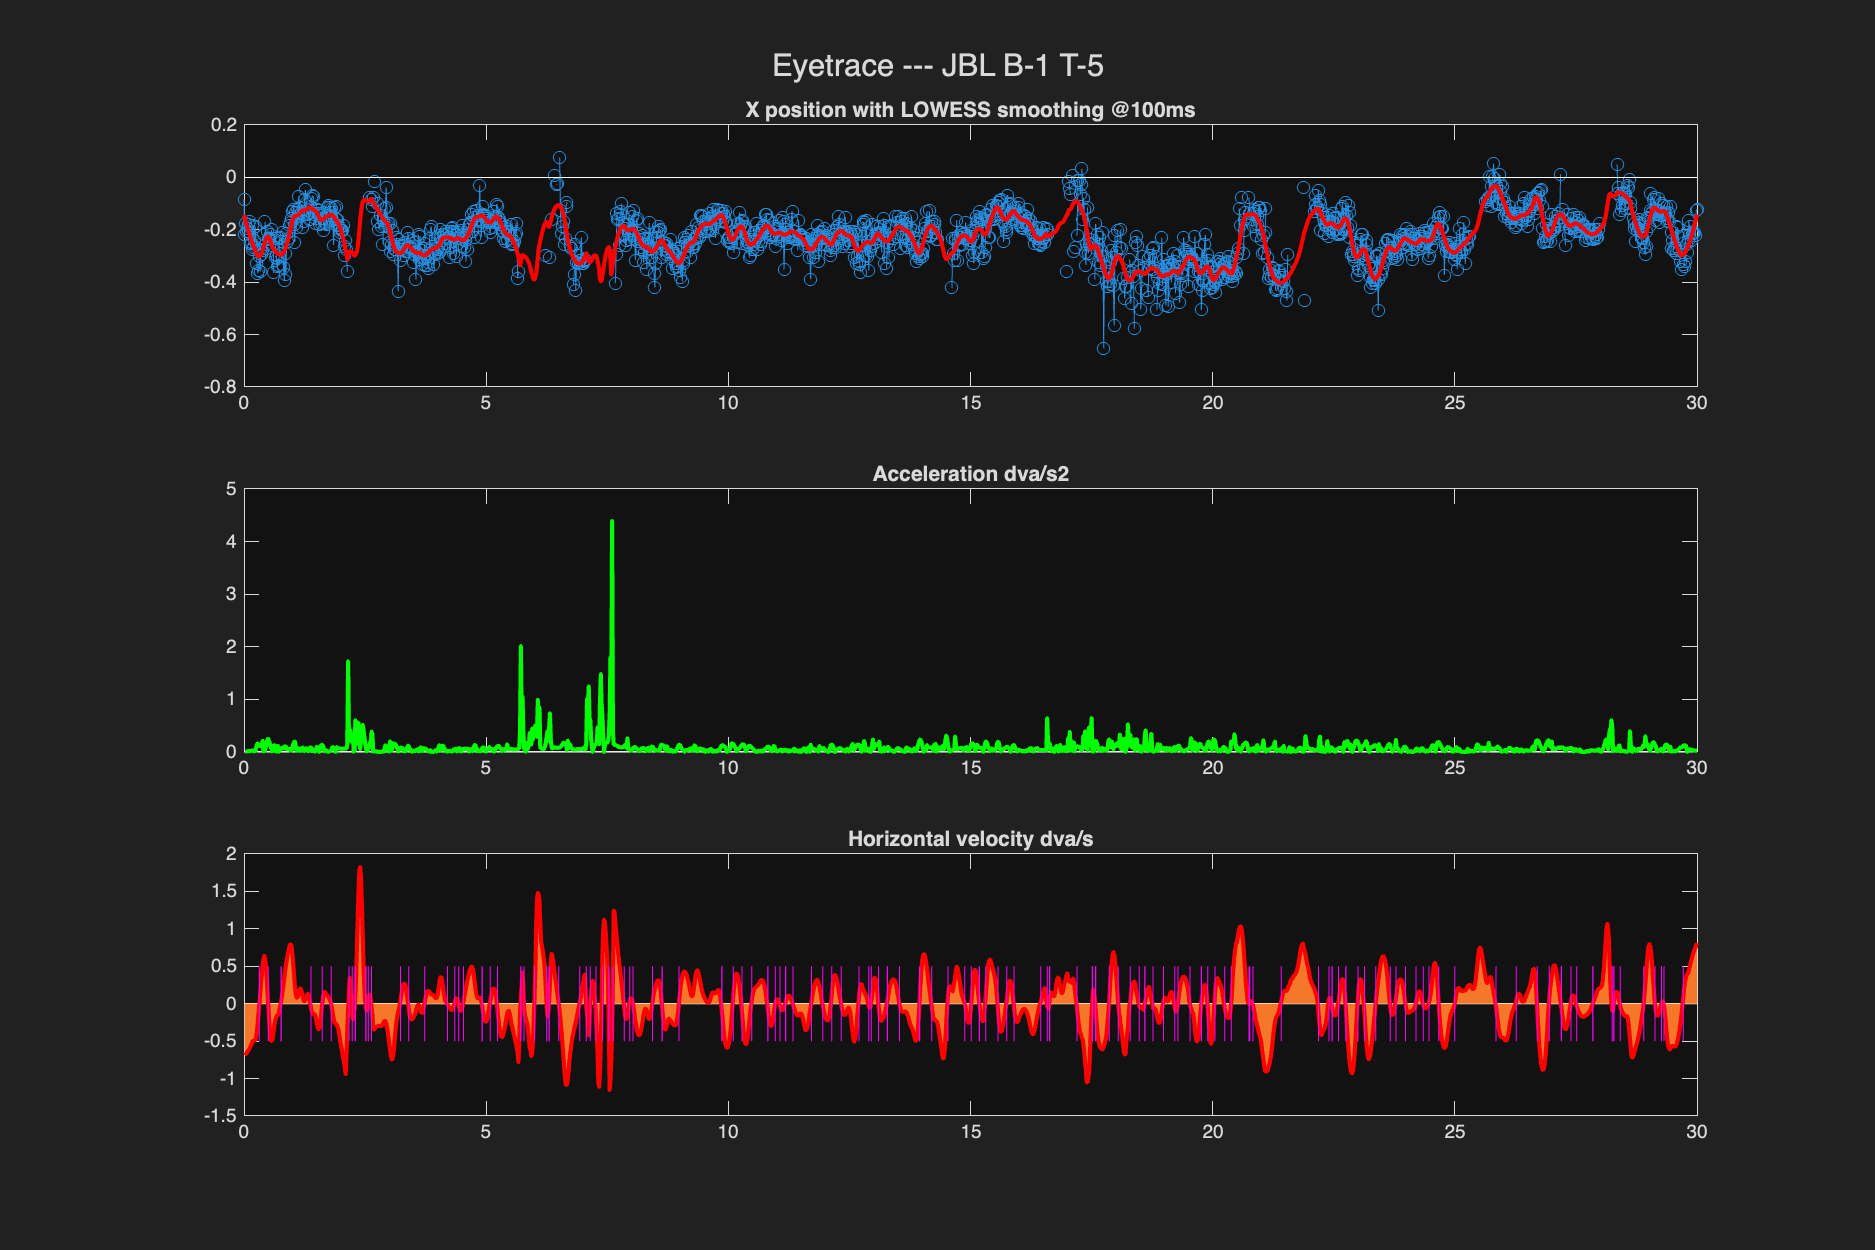 Eyetrace --- JBL B-1 T-5
X position with LOWESS smoothing @100ms
0.2
0
-0.2
-0.4
-0.6
-0.8
0 5 10 15 20 25 30
Acceleration dva/s2
5
4
3
2
1
0
0 5 10 15 20 25 30
Horizontal velocity dva/s
2
1.5
1
0.5
0
-0.5
-1
-1.5
0 5 10 15 20 25 30